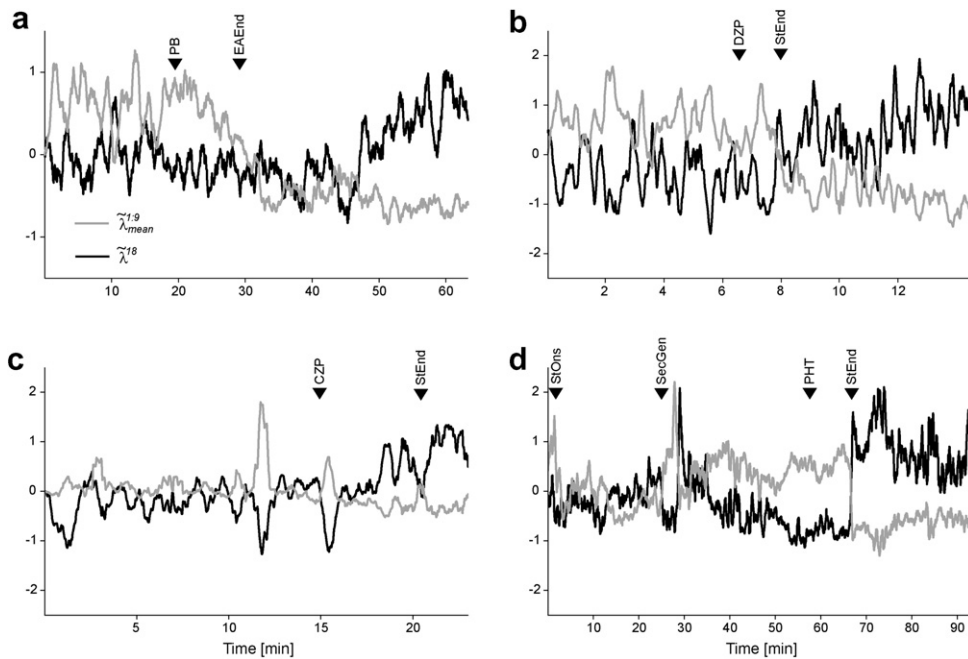 a
PB
EAEnd
1
0
-1
λ̃^{1:9}_{mean}
λ̃^{18}
10 20 30 40 50 60
b
DZP
StEnd
2
1
0
-1
-2
2 4 6 8 10 12
c
CZP
StEnd
2
1
0
-1
-2
5 10 15 20
Time [min]
d
StOns
SecGen
PHT
StEnd
2
1
0
-1
-2
10 20 30 40 50 60 70 80 90
Time [min]